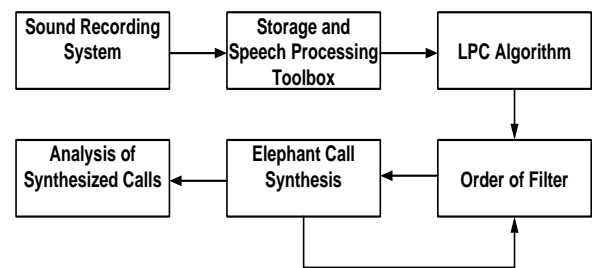 Sound Recording
System
Storage and
Speech Processing
Toolbox
LPC Algorithm
Analysis of
Synthesized Calls
Elephant Call
Synthesis
Order of Filter